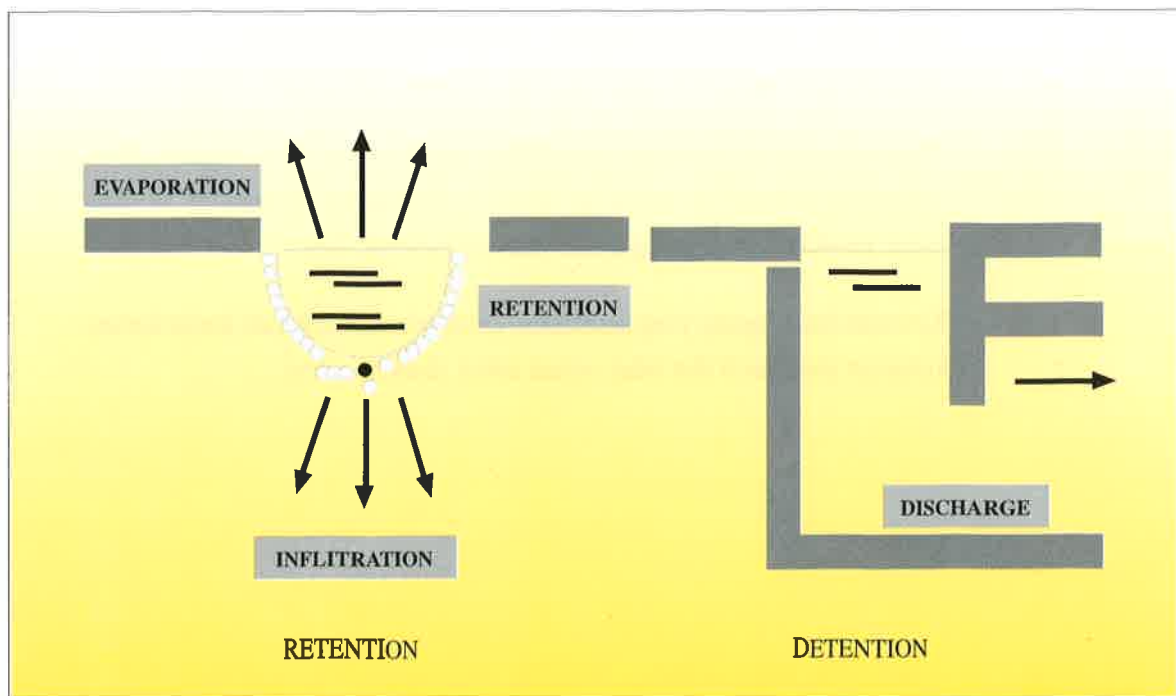 EVAPORATION
RETENTION
INFLITRATION
DISCHARGE
RETENTION
DETENTION